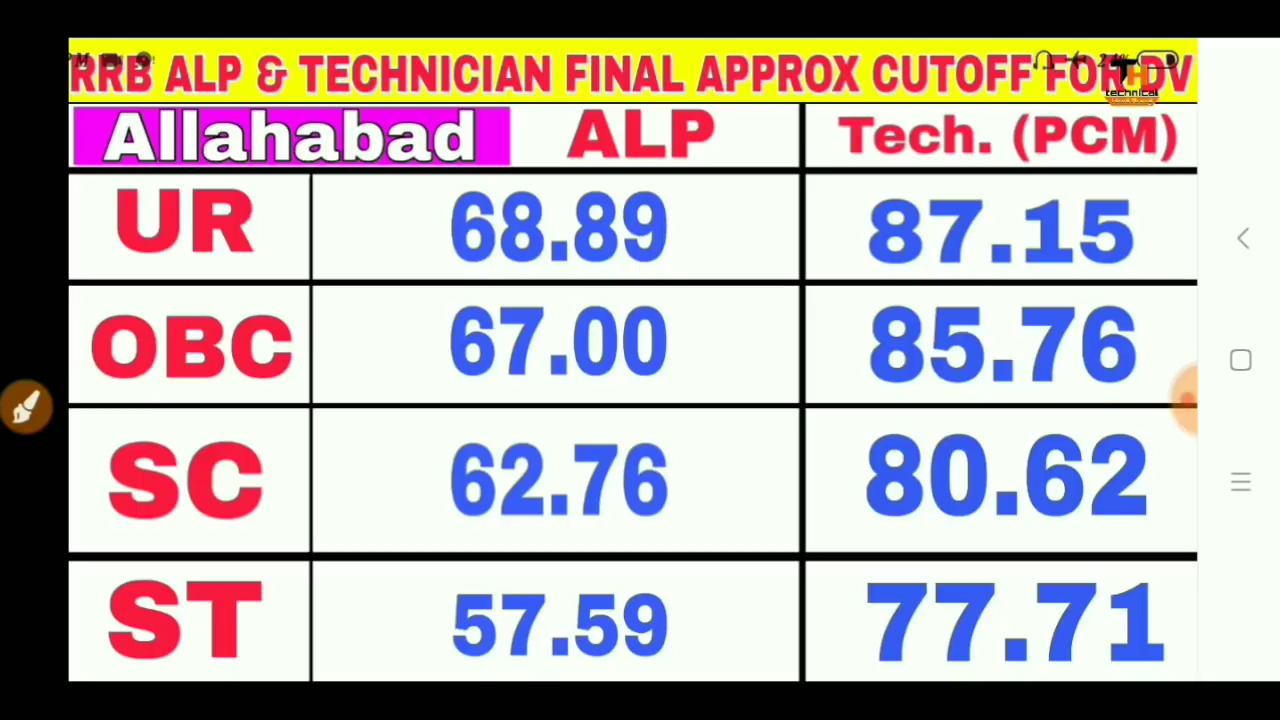 RRB ALP & TECHNICIAN FINAL APPROX CUTOFF FOR DV
technical
Allahabad ALP Tech. (PCM)
UR 68.89 87.15
OBC 67.00 85.76
SC 62.76 80.62
ST 57.59 77.71